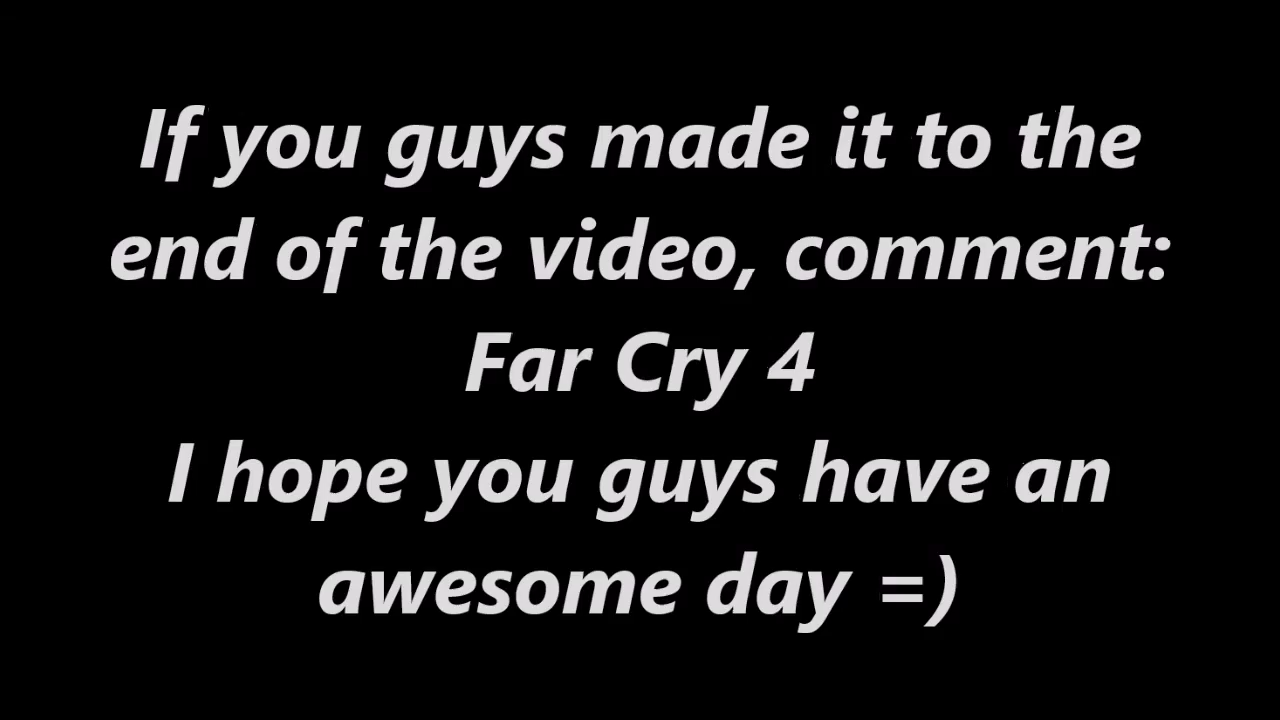 If you guys made it to the
end of the video, comment:
Far Cry 4
I hope you guys have an
awesome day =)